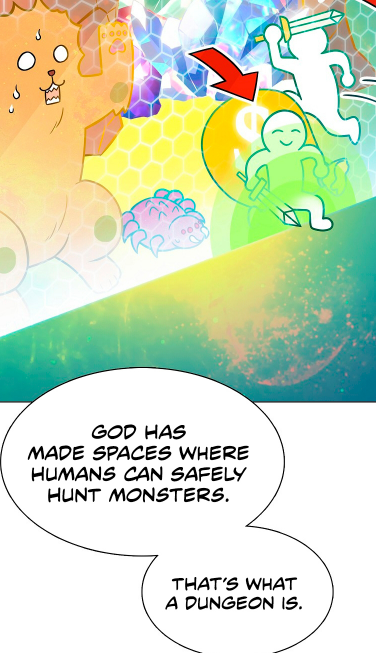 GOD HAS
MADE SPACES WHERE
HUMANS CAN SAFELY
HUNT MONSTERS.
THAT'S WHAT
A DUNGEON IS.